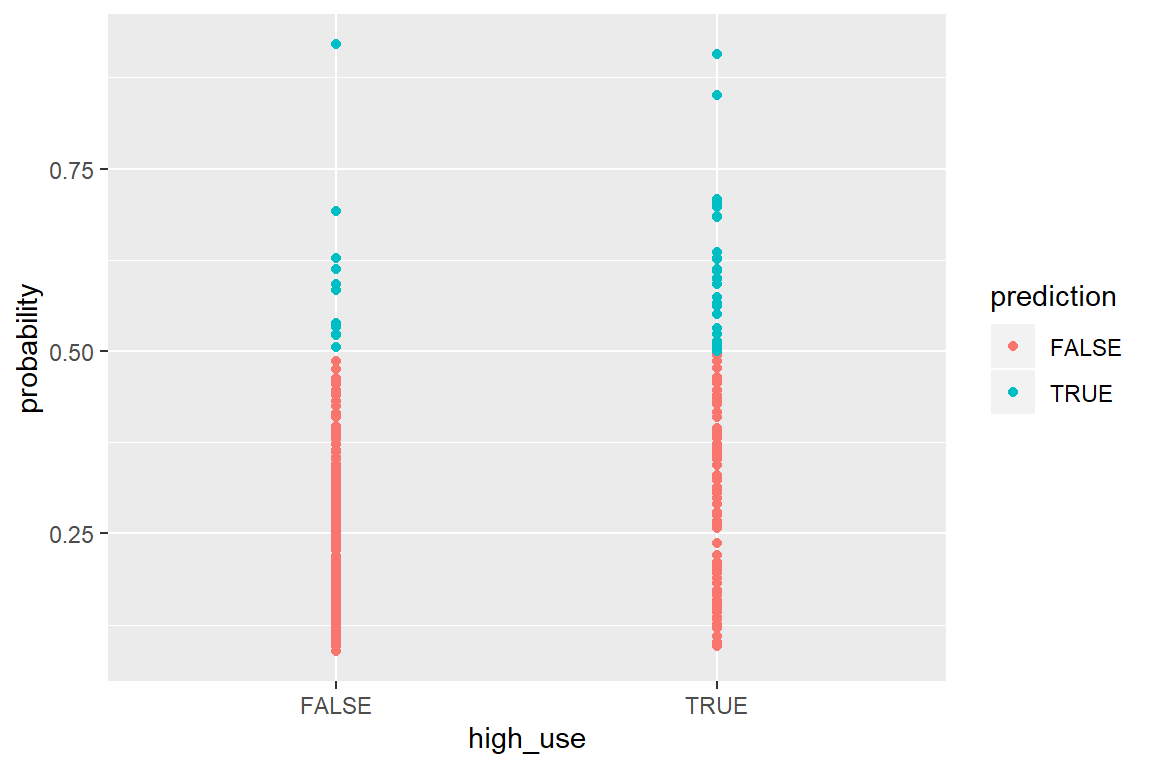 probability
0.75
0.50
0.25
FALSE
TRUE
high_use
prediction
FALSE
TRUE